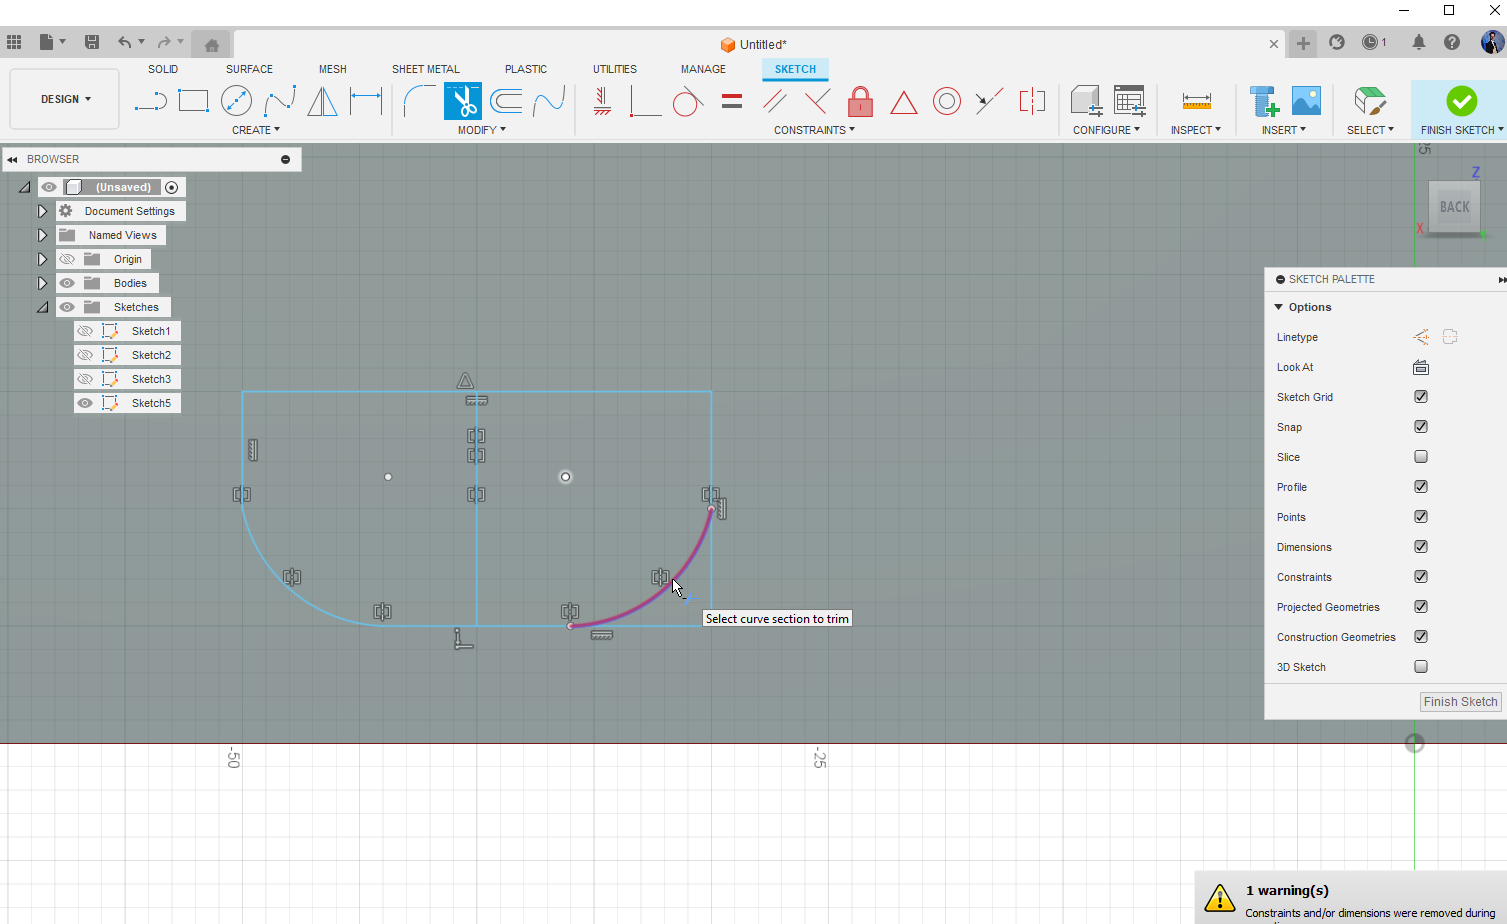 Untitled*
1
SOLID
SURFACE
MESH
SHEET METAL
PLASTIC
UTILITIES
MANAGE
SKETCH
DESIGN
CREATE
MODIFY
CONSTRAINTS
CONFIGURE
INSPECT
INSERT
SELECT
FINISH SKETCH
BROWSER
(Unsaved)
Document Settings
Named Views
Origin
Bodies
Sketches
Sketch1
Sketch2
Sketch3
Sketch5
Z
BACK
X
SKETCH PALETTE
Options
Linetype
Look At
Sketch Grid
Snap
Slice
Profile
Points
Dimensions
Constraints
Projected Geometries
Construction Geometries
3D Sketch
Finish Sketch
Select curve section to trim
-50
-25
1 warning(s)
Constraints and/or dimensions were removed during